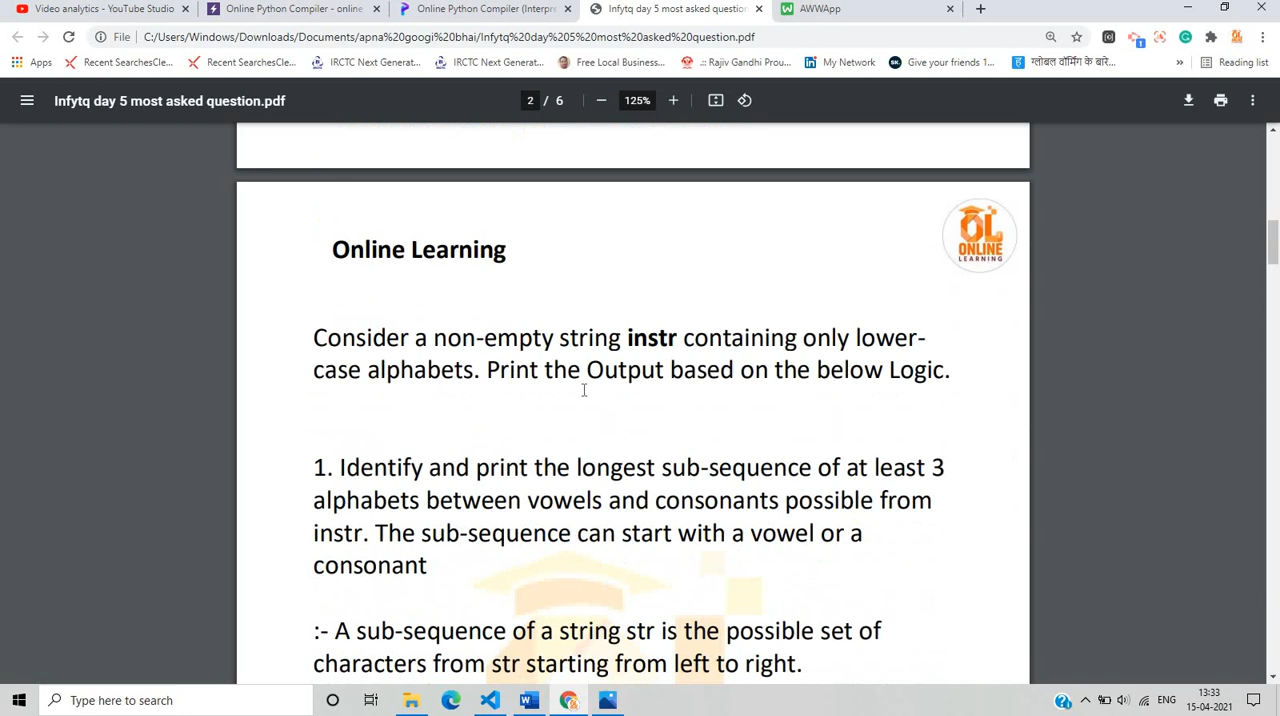 Video analytics - YouTube Studio
Online Python Compiler - online
Online Python Compiler (Interpre
Infytq day 5 most asked question
AWWApp
File
C:/Users/Windows/Downloads/Documents/apna%20googi%20bhai/Infytq%20day%205%20most%20asked%20question.pdf
Apps
Recent SearchesCle...
Recent SearchesCle...
IRCTC Next Generat...
IRCTC Next Generat...
Free Local Business...
.:: Rajiv Gandhi Prou...
My Network
Give your friends 1...
ग्लोबल वॉर्मिंग के बारे...
Reading list
Infytq day 5 most asked question.pdf
2 / 6
125%
OL
ONLINE
LEARNING
Online Learning
Consider a non-empty string instr containing only lower-
case alphabets. Print the Output based on the below Logic.
1. Identify and print the longest sub-sequence of at least 3
alphabets between vowels and consonants possible from
instr. The sub-sequence can start with a vowel or a
consonant
:- A sub-sequence of a string str is the possible set of
characters from str starting from left to right.
Type here to search
ENG
13:33
15-04-2021